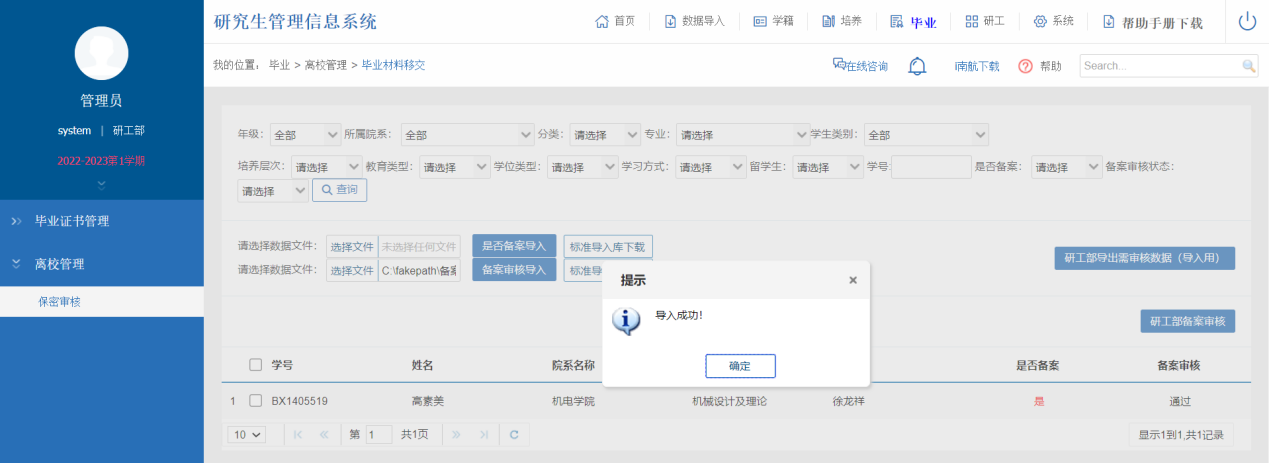 研究生管理信息系统
首页 数据导入 学籍 培养 毕业 研工 系统 帮助手册下载
管理员
system | 研工部
2022-2023第1学期
毕业证书管理
离校管理
保密审核
我的位置： 毕业 > 离校管理 > 毕业材料移交
在线咨询 i南航下载 帮助 Search...
年级： 全部 所属院系： 全部 分类： 请选择 专业： 请选择 学生类别： 全部
培养层次： 请选择 教育类型： 请选择 学位类型： 请选择 学习方式： 请选择 留学生： 请选择 学号: 是否备案： 请选择 备案审核状态：
请选择 查询
请选择数据文件： 选择文件 未选择任何文件 是否备案导入 标准导入库下载
请选择数据文件： 选择文件 C:\fakepath\备案 备案审核导入 标准导
研工部导出需审核数据（导入用）
提示 ×
导入成功!
确定
研工部备案审核
学号 姓名 院系名称 是否备案 备案审核
1 BX1405519 高素美 机电学院 机械设计及理论 徐龙祥 是 通过
10 第 1 共1页 显示1到1,共1记录